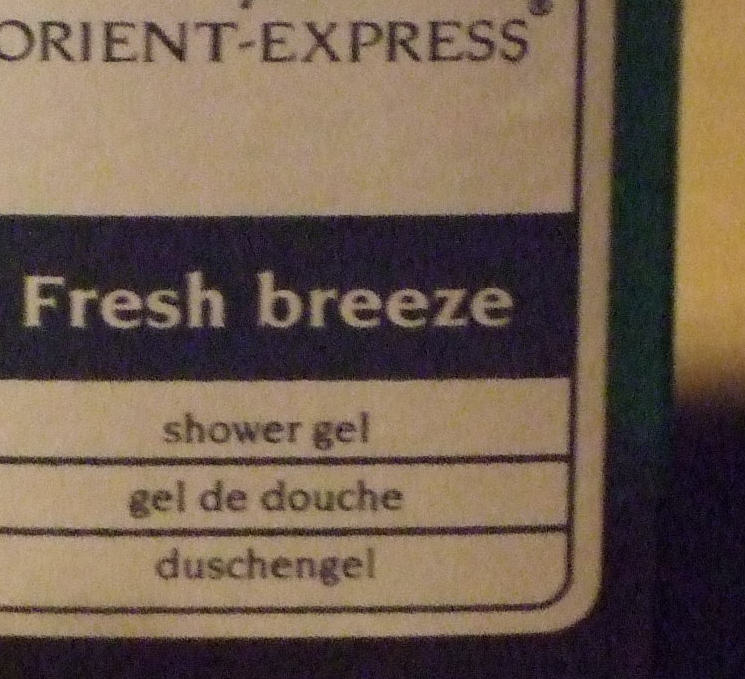 ORIENT-EXPRESS®
Fresh breeze
shower gel
gel de douche
duschengel